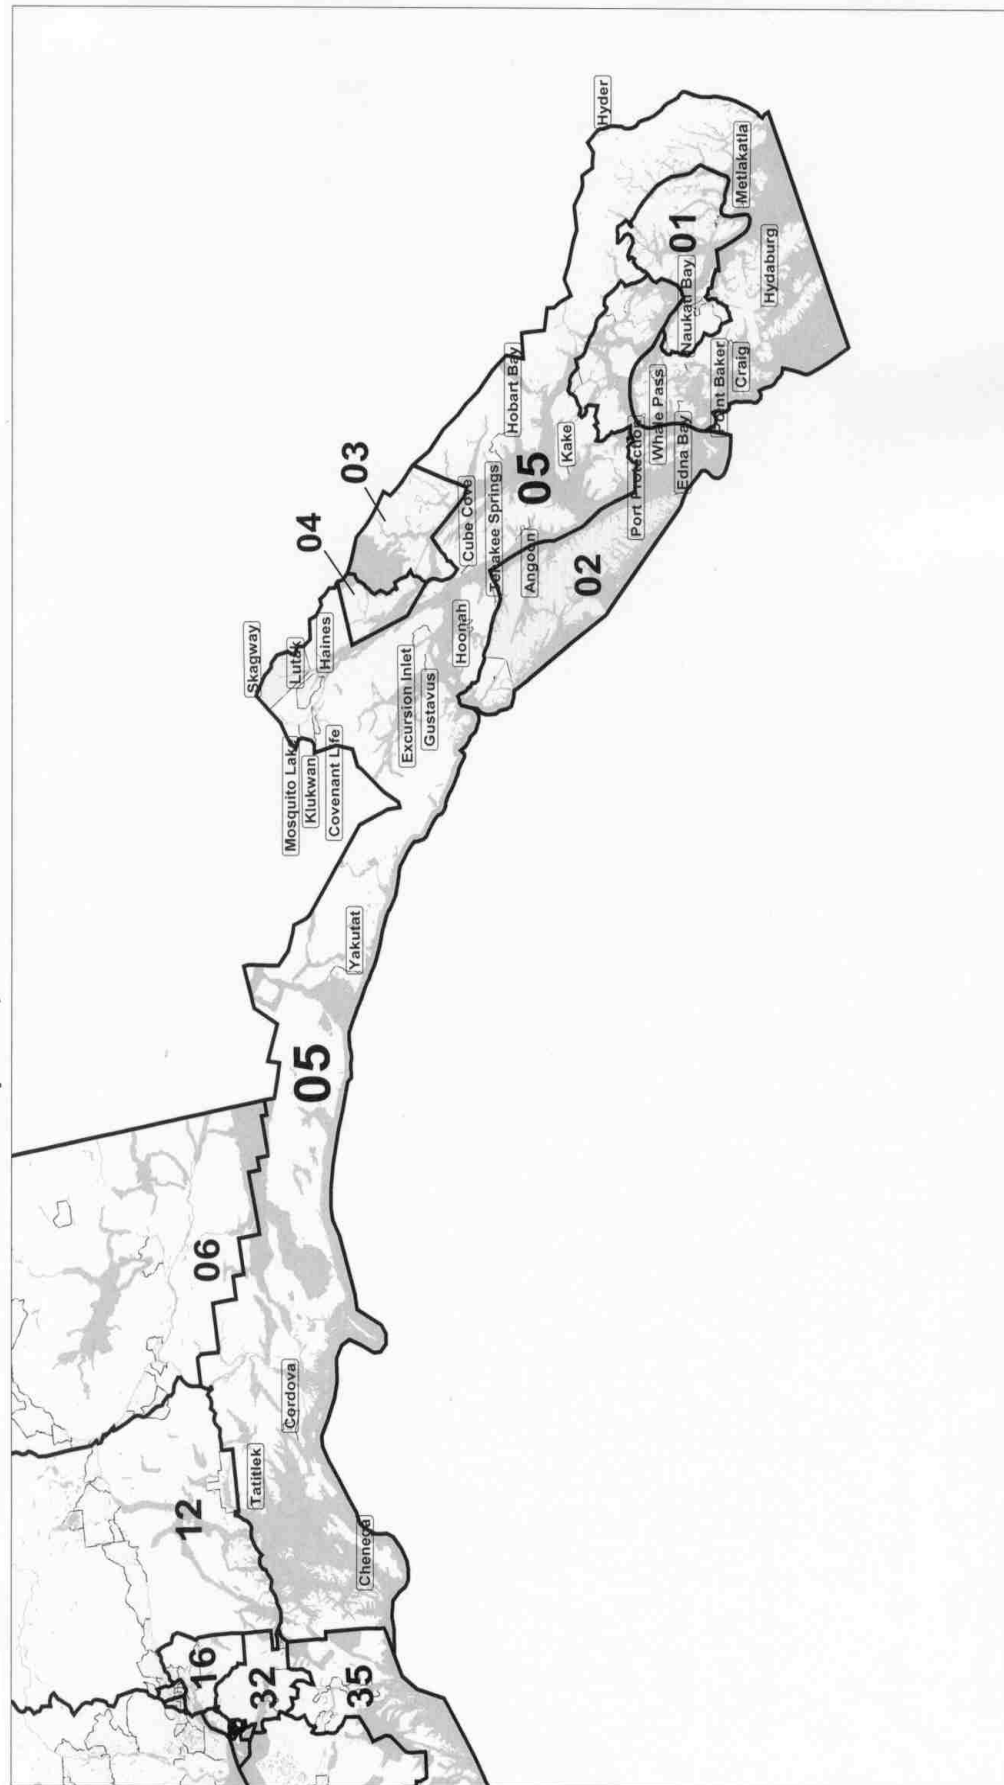 12
16
06
32
Tatitlek
Skagway
Cordova
Mosquito Lake
Lutak
04
Klukwan
05
Haines
Covenant Life
03
35
Cheneqa
Yakutat
Excursion Inlet
Gustavus
Hoonah
Cube Cove
Tenakee Springs
Hobart Bay
Angoon
05
Kake
02
Hyder
Port Protection
Whale Pass
Edna Bay
Naukati Bay
01
Point Baker
Craig
Metlakatla
Hydaburg